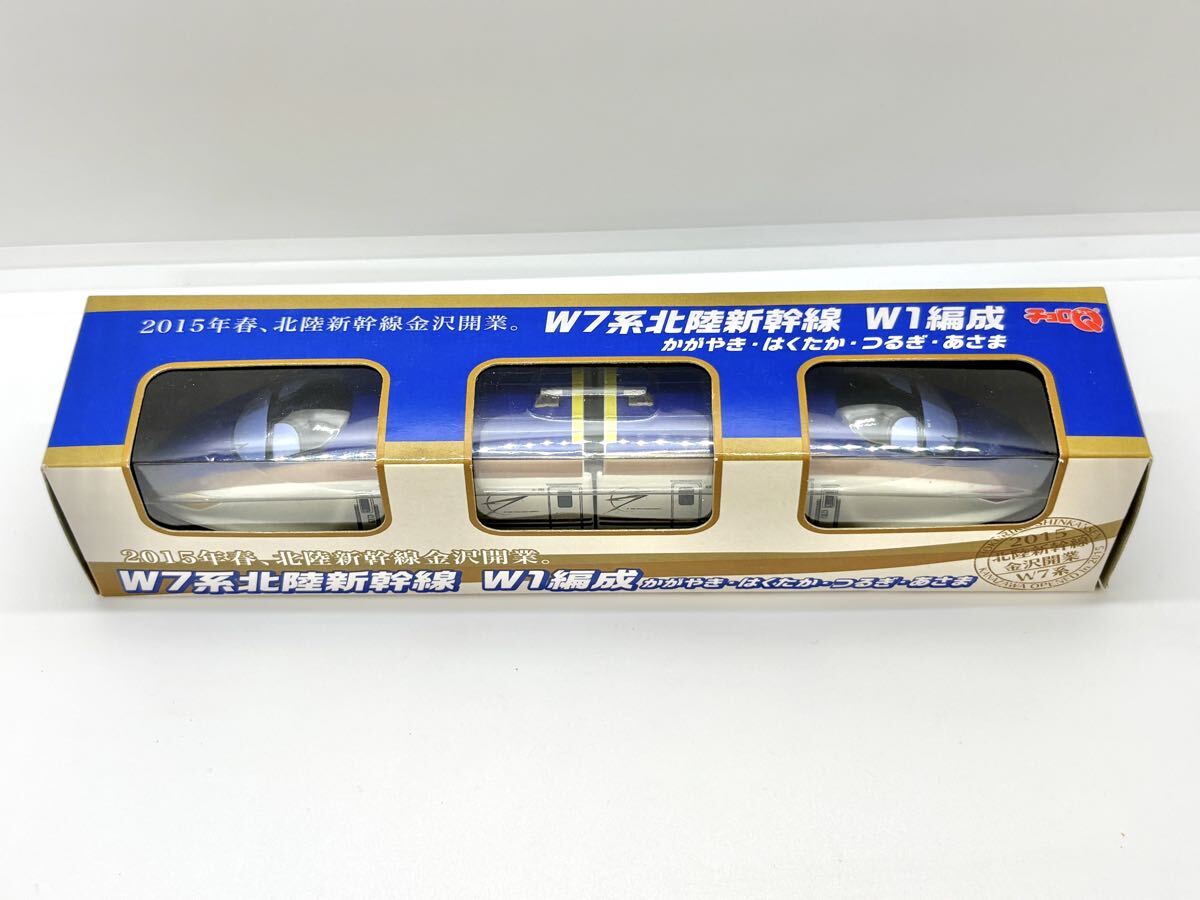 2015年春、北陸新幹線金沢開業。 W7系北陸新幹線 W1編成 チョロQ
かがやき・はくたか・つるぎ・あさま
2015年春、北陸新幹線金沢開業。
W7系北陸新幹線 W1編成 かがやき・はくたか・つるぎ・あさま
2015
北陸新幹線
金沢開業
W7系